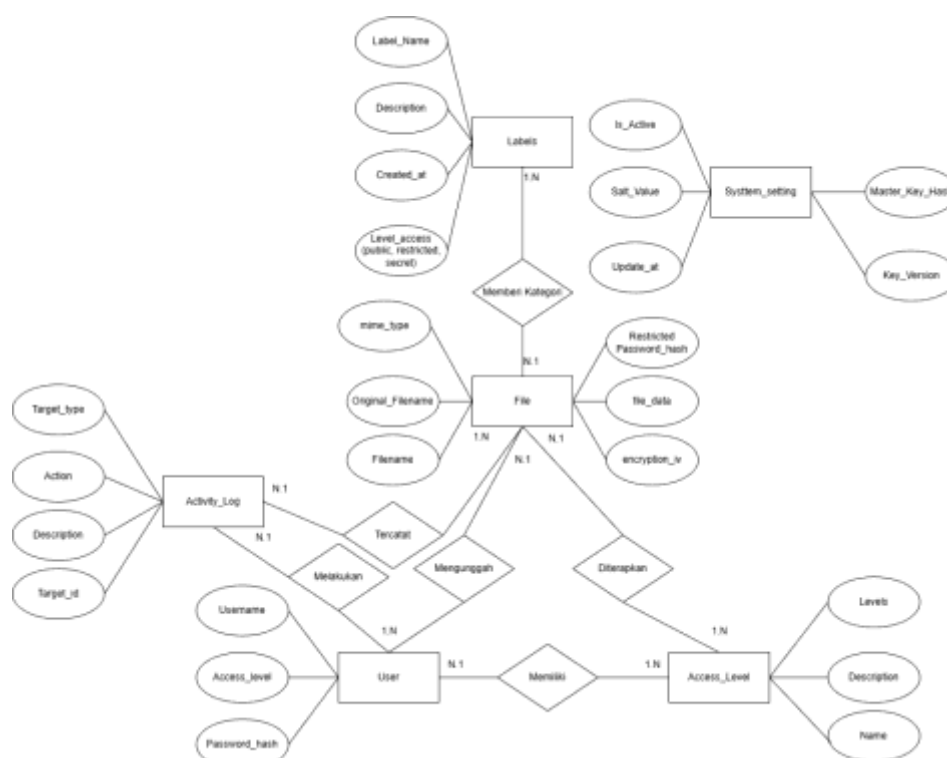 Label_Name
Description
Created_at
Level_access
(public, restricted,
secret)
Labels
1.N
Is_Active
Salt_Value
Update_at
Systtem_setting
Master_Key_Hash
Key_Version
Memberi Kategori
N.1
mime_type
Original_Filename
Filename
File
Restricted
Password_hash
file_data
encryption_iv
1.N
N.1
N.1
Target_type
Action
Description
Target_id
Activity_Log
N.1
N.1
Tercatat
Melakukan
Mengunggah
Diterapkan
Username
Access_level
Password_hash
1.N
User
N.1
Memiliki
1.N
1.N
Access_Level
Levels
Description
Name